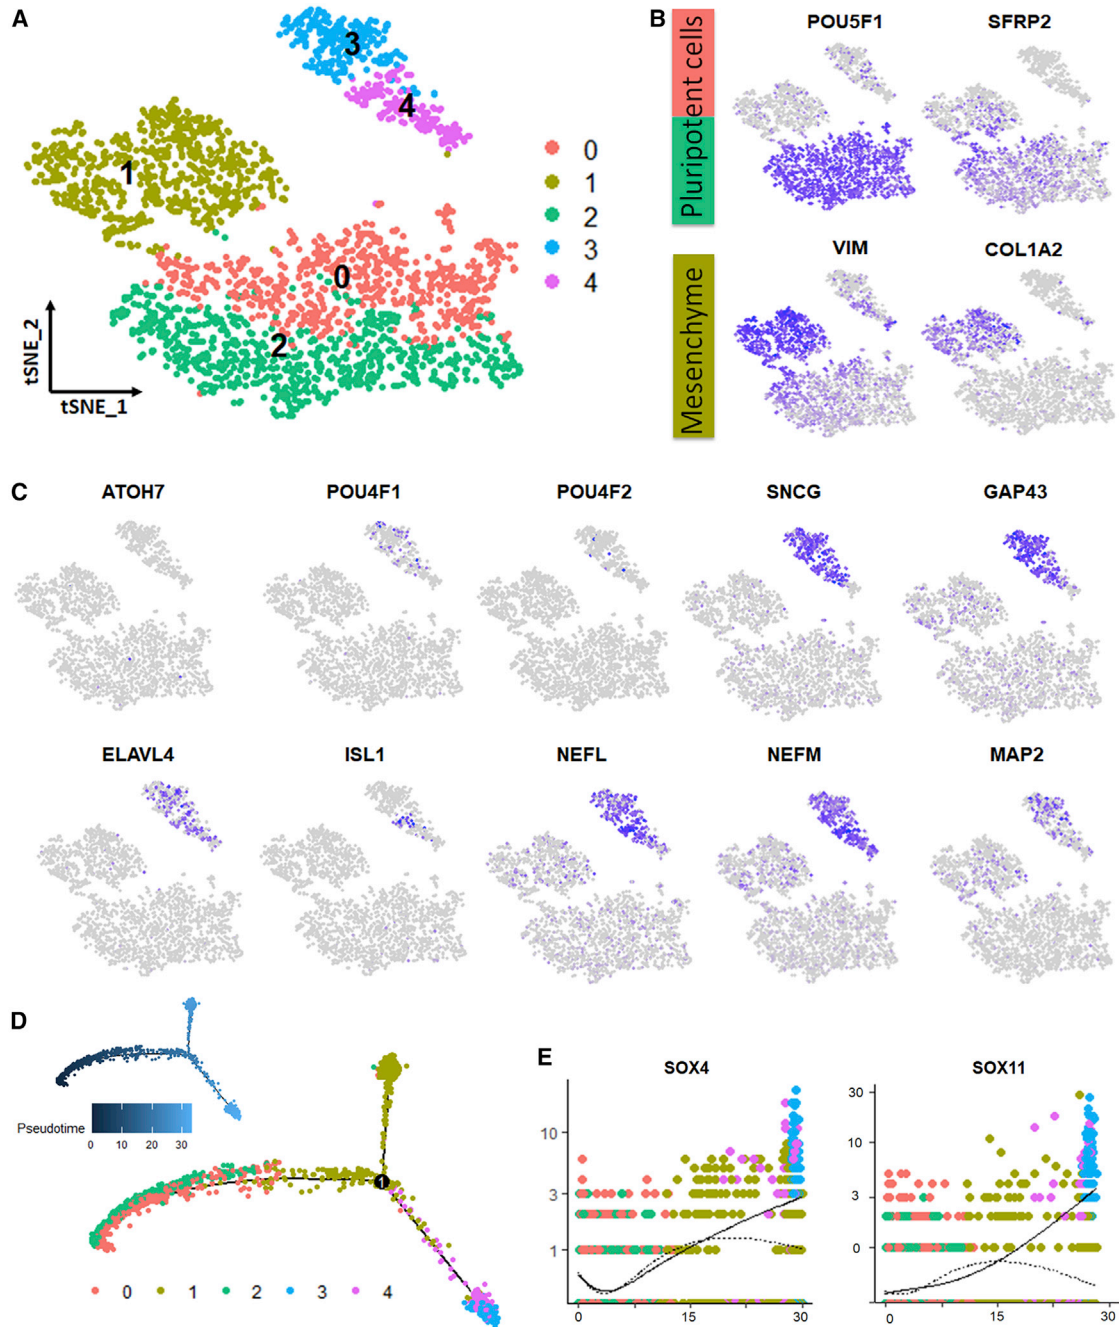 A
3
4
1
0
2
tSNE_2
tSNE_1
0
1
2
3
4
B
Pluripotent cells
POU5F1 SFRP2
Mesenchyme
VIM COL1A2
C
ATOH7 POU4F1 POU4F2 SNCG GAP43
ELAVL4 ISL1 NEFL NEFM MAP2
D
Pseudotime
0 10 20 30
1
0 1 2 3 4
E
SOX4
10
3
1
0 15 30
SOX11
30
10
3
0
0 15 30